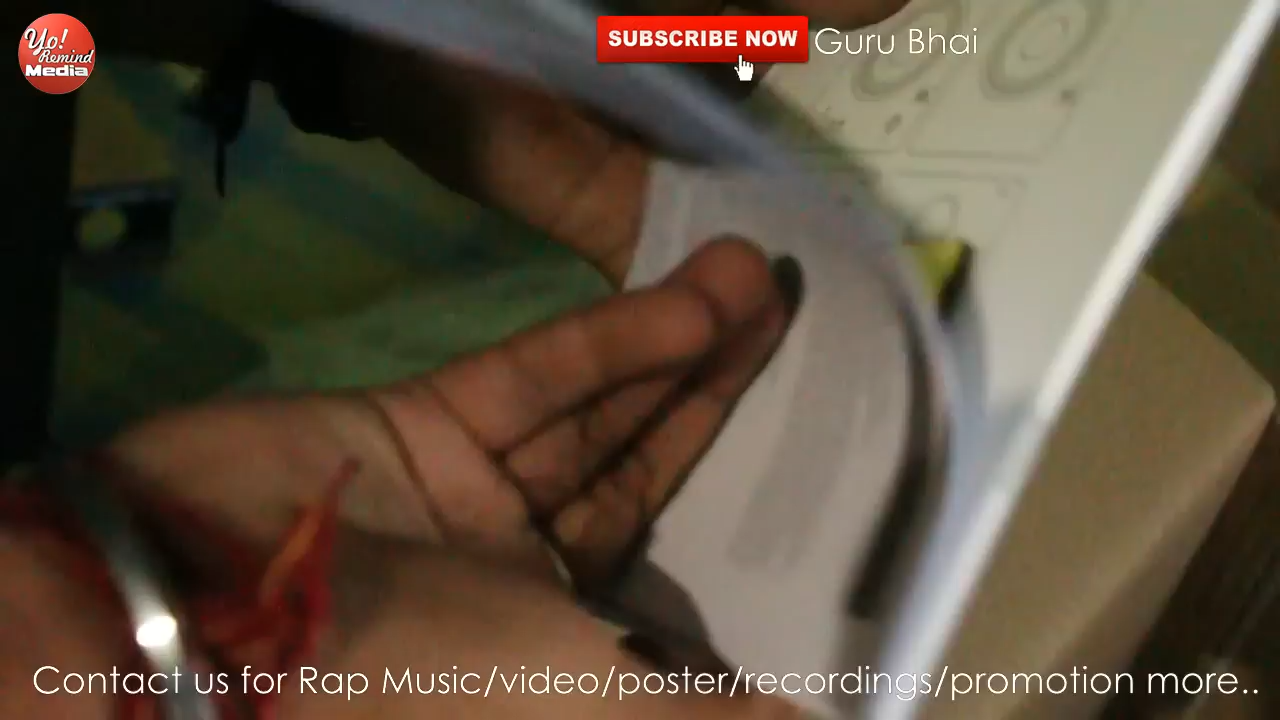 Yo!
Remind
Media
SUBSCRIBE NOW Guru Bhai
Contact us for Rap Music/video/poster/recordings/promotion more..